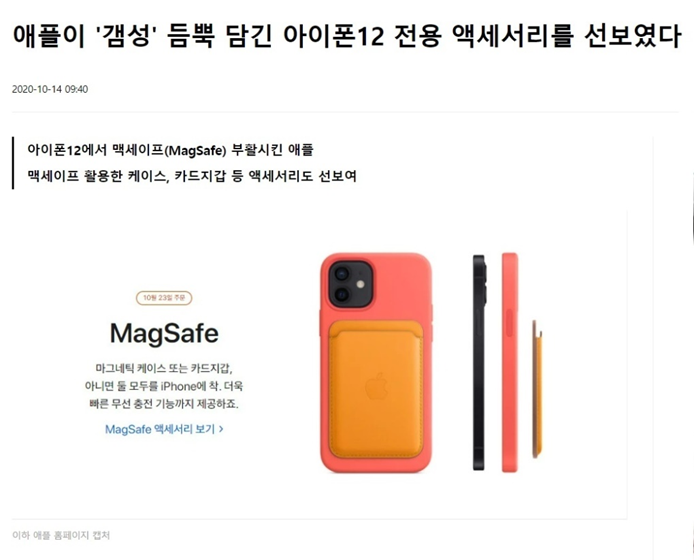 애플이 '갬성' 듬뿍 담긴 아이폰12 전용 액세서리를 선보였다
2020-10-14 09:40
아이폰12에서 맥세이프(MagSafe) 부활시킨 애플
맥세이프 활용한 케이스, 카드지갑 등 액세서리도 선보여
10월 23일 주문
MagSafe
마그네틱 케이스 또는 카드지갑,
아니면 둘 모두를 iPhone에 착. 더욱
빠른 무선 충전 기능까지 제공하죠.
MagSafe 액세서리 보기 >
이하 애플 홈페이지 캡처